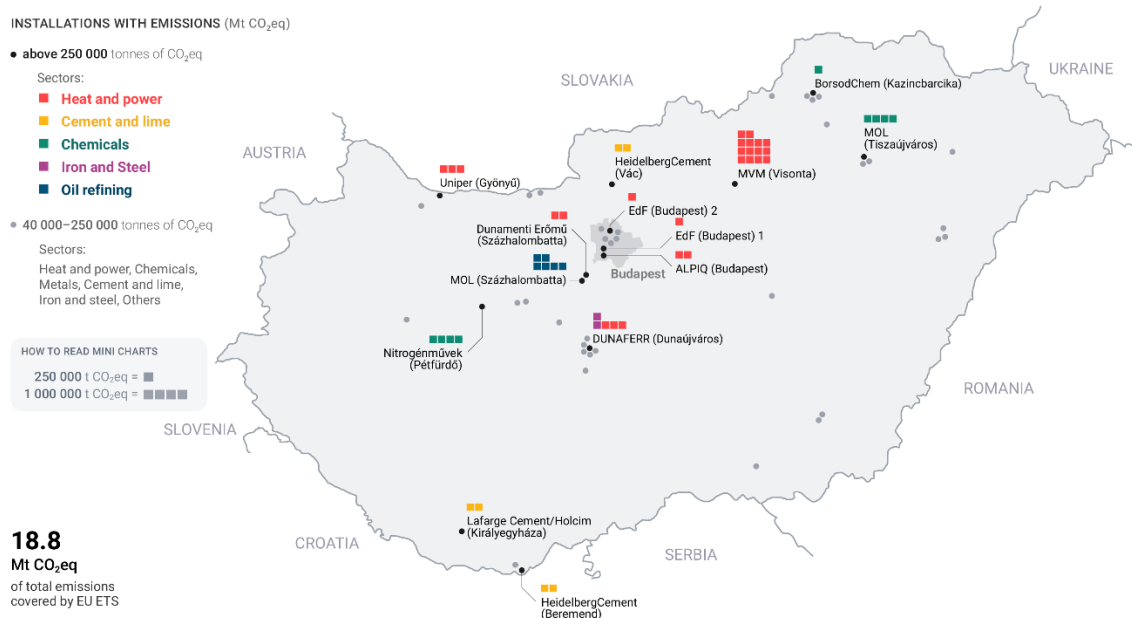 INSTALLATIONS WITH EMISSIONS (Mt CO₂eq)
above 250 000 tonnes of CO₂eq
Sectors:
Heat and power
Cement and lime
Chemicals
Iron and Steel
Oil refining
40 000–250 000 tonnes of CO₂eq
Sectors:
Heat and power, Chemicals,
Metals, Cement and lime,
Iron and steel, Others
HOW TO READ MINI CHARTS
250 000 t CO₂eq =
1 000 000 t CO₂eq =
18.8
Mt CO₂eq
of total emissions
covered by EU ETS
SLOVAKIA
UKRAINE
AUSTRIA
ROMANIA
SLOVENIA
CROATIA
SERBIA
BorsodChem (Kazincbarcika)
MOL
(Tiszaújváros)
HeidelbergCement
(Vác)
MVM (Visonta)
Uniper (Gyönyű)
EdF (Budapest) 2
Dunamenti Erőmű
(Százhalombatta)
EdF (Budapest) 1
ALPIQ (Budapest)
Budapest
MOL (Százhalombatta)
DUNAFERR (Dunaújváros)
Nitrogénművek
(Pétfürdő)
Lafarge Cement/Holcim
(Királyegyháza)
HeidelbergCement
(Beremend)